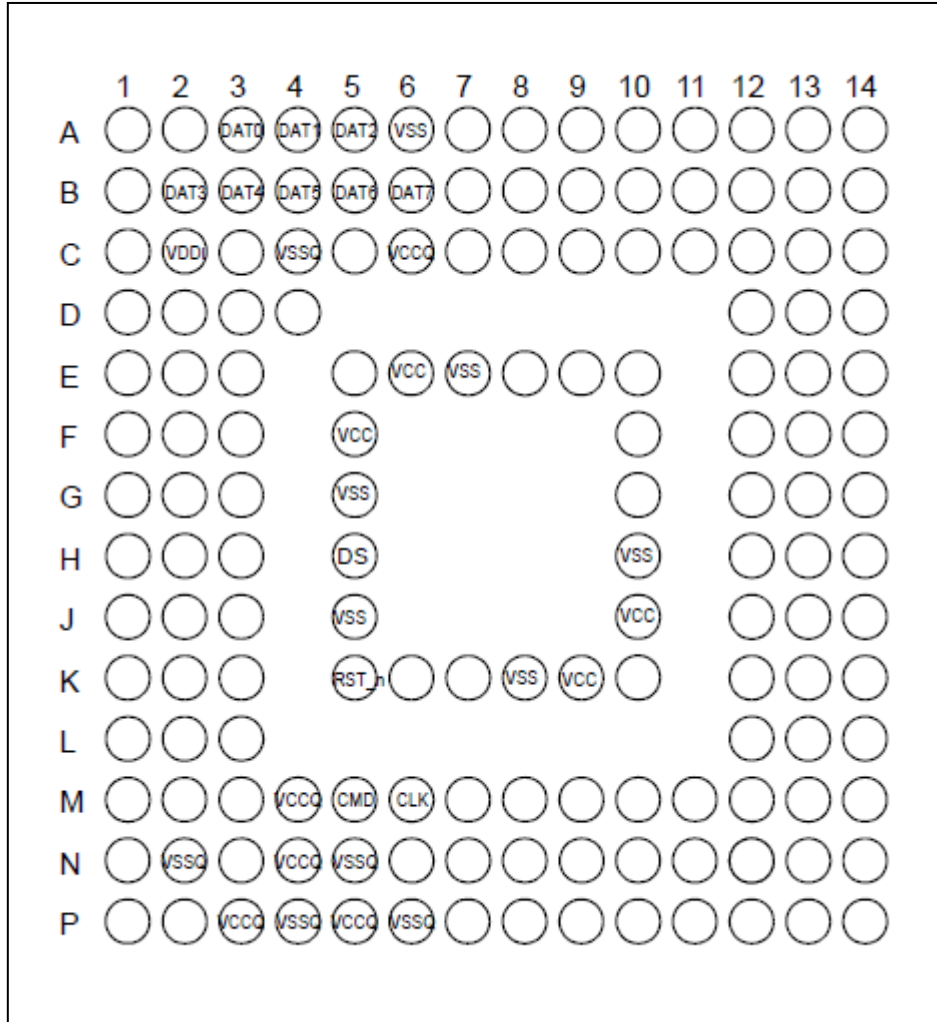 1 2 3 4 5 6 7 8 9 10 11 12 13 14
A DAT0 DAT1 DAT2 VSS
B DAT3 DAT4 DAT5 DAT6 DAT7
C VDDI VSSQ VCCQ
D
E VCC VSS
F VCC
G VSS
H DS VSS
J VSS VCC
K RST_n VSS VCC
L
M VCCQ CMD CLK
N VSSQ VCCQ VSSQ
P VCCQ VSSQ VCCQ VSSQ